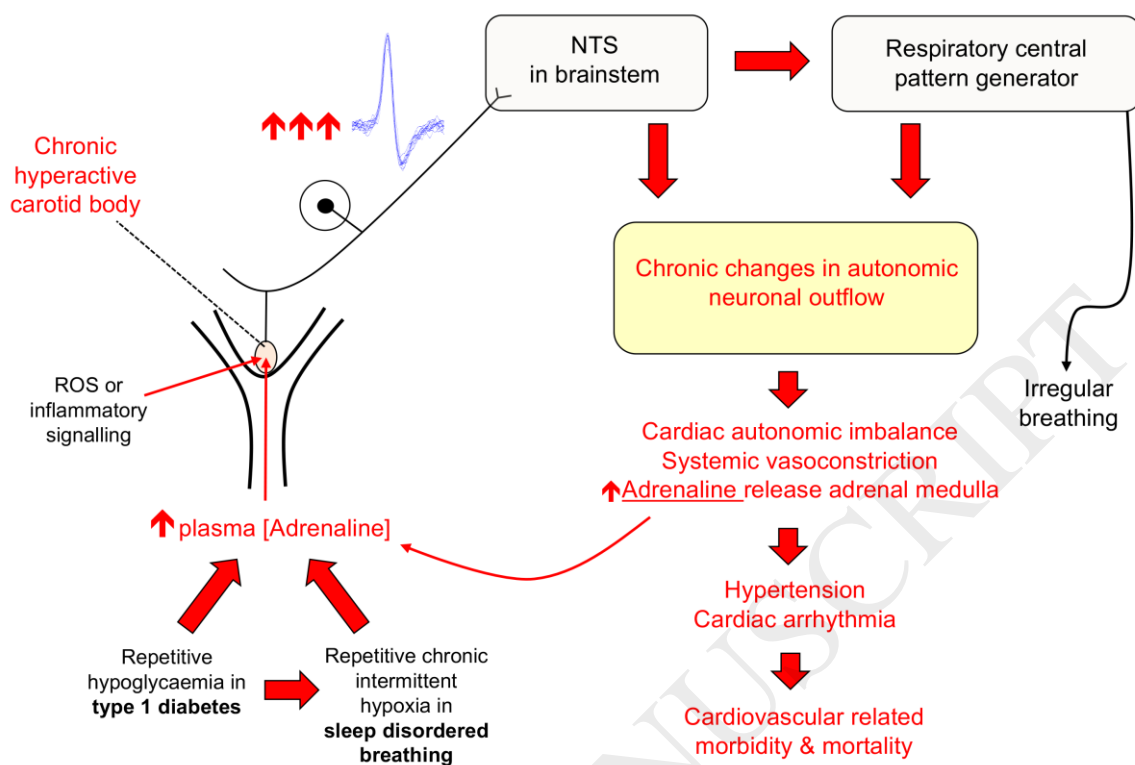 NTS
in brainstem
Respiratory central
pattern generator
Chronic
hyperactive
carotid body
Chronic changes in autonomic
neuronal outflow
ROS or
inflammatory
signalling
Irregular
breathing
Cardiac autonomic imbalance
Systemic vasoconstriction
Adrenaline release adrenal medulla
plasma [Adrenaline]
Hypertension
Cardiac arrhythmia
Repetitive
hypoglycaemia in
type 1 diabetes
Repetitive chronic
intermittent
hypoxia in
sleep disordered
breathing
Cardiovascular related
morbidity & mortality
NUSCRIPT